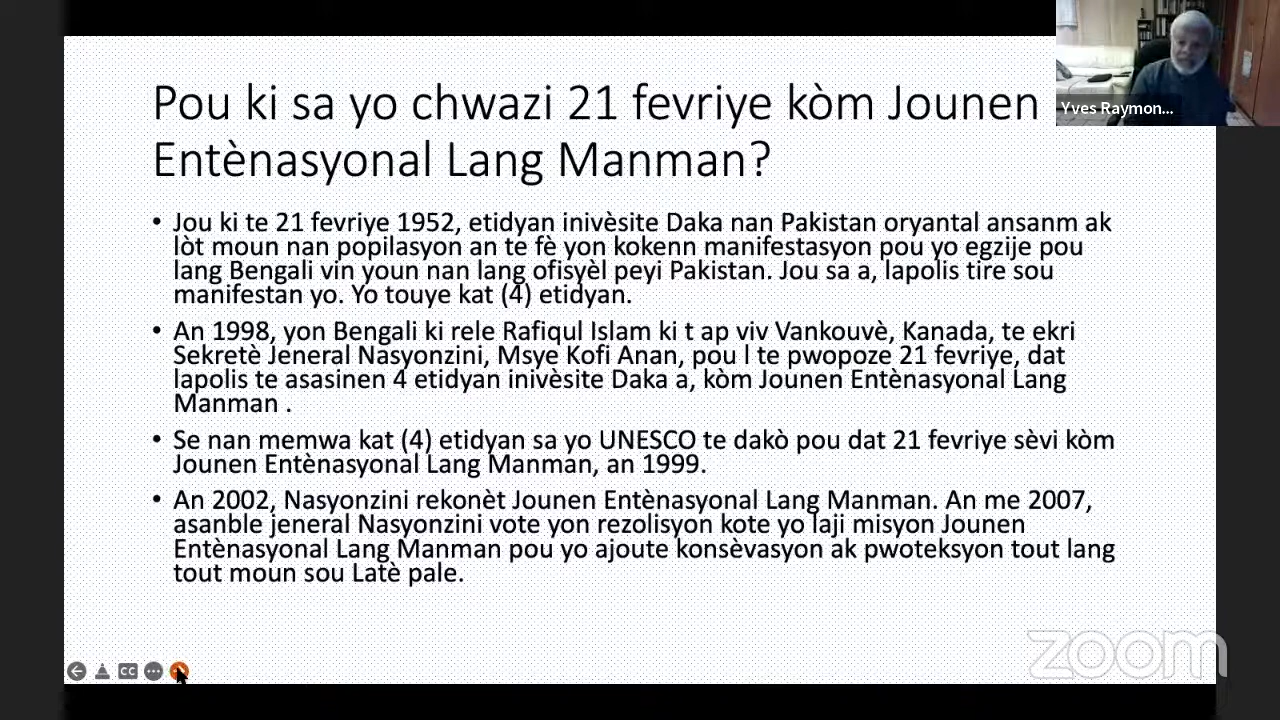 Pou ki sa yo chwazi 21 fevriye kòm Jounen
Entènasyonal Lang Manman?
Yves Raymon...
• Jou ki te 21 fevriye 1952, etidyan inivèsite Daka nan Pakistan oryantal ansanm ak
lòt moun nan popilasyon an te fè yon kokenn manifestasyon pou yo egzije pou
lang Bengali vin youn nan lang ofisyèl peyi Pakistan. Jou sa a, lapolis tire sou
manifestan yo. Yo touye kat (4) etidyan.
• An 1998, yon Bengali ki rele Rafiqul Islam ki t ap viv Vankouvè, Kanada, te ekri
Sekretè Jeneral Nasyonzini, Msye Kofi Anan, pou l te pwopoze 21 fevriye, dat
lapolis te asasinen 4 etidyan inivèsite Daka a, kòm Jounen Entènasyonal Lang
Manman .
• Se nan memwa kat (4) etidyan sa yo UNESCO te dakò pou dat 21 fevriye sèvi kòm
Jounen Entènasyonal Lang Manman, an 1999.
• An 2002, Nasyonzini rekonèt Jounen Entènasyonal Lang Manman. An me 2007,
asanble jeneral Nasyonzini vote yon rezolisyon kote yo laji misyon Jounen
Entènasyonal Lang Manman pou yo ajoute konsèvasyon ak pwoteksyon tout lang
tout moun sou Latè pale.
CC
zoom